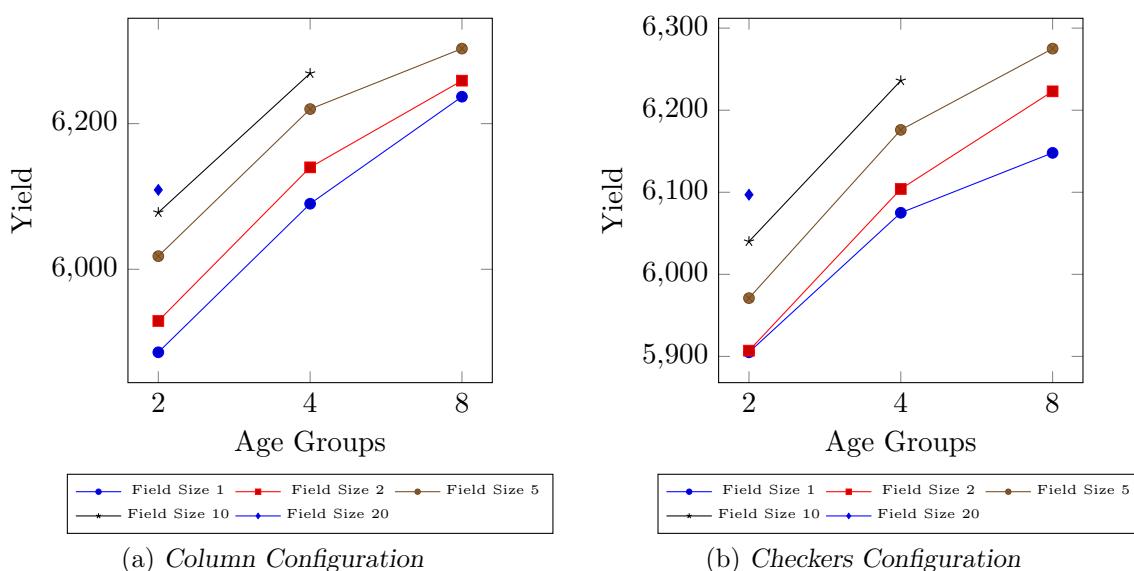 6,200
6,000
Yield
2 4 8
Age Groups
Field Size 1 Field Size 2 Field Size 5
Field Size 10 Field Size 20
(a) Column Configuration
6,300
6,200
6,100
6,000
5,900
Yield
2 4 8
Age Groups
Field Size 1 Field Size 2 Field Size 5
Field Size 10 Field Size 20
(b) Checkers Configuration